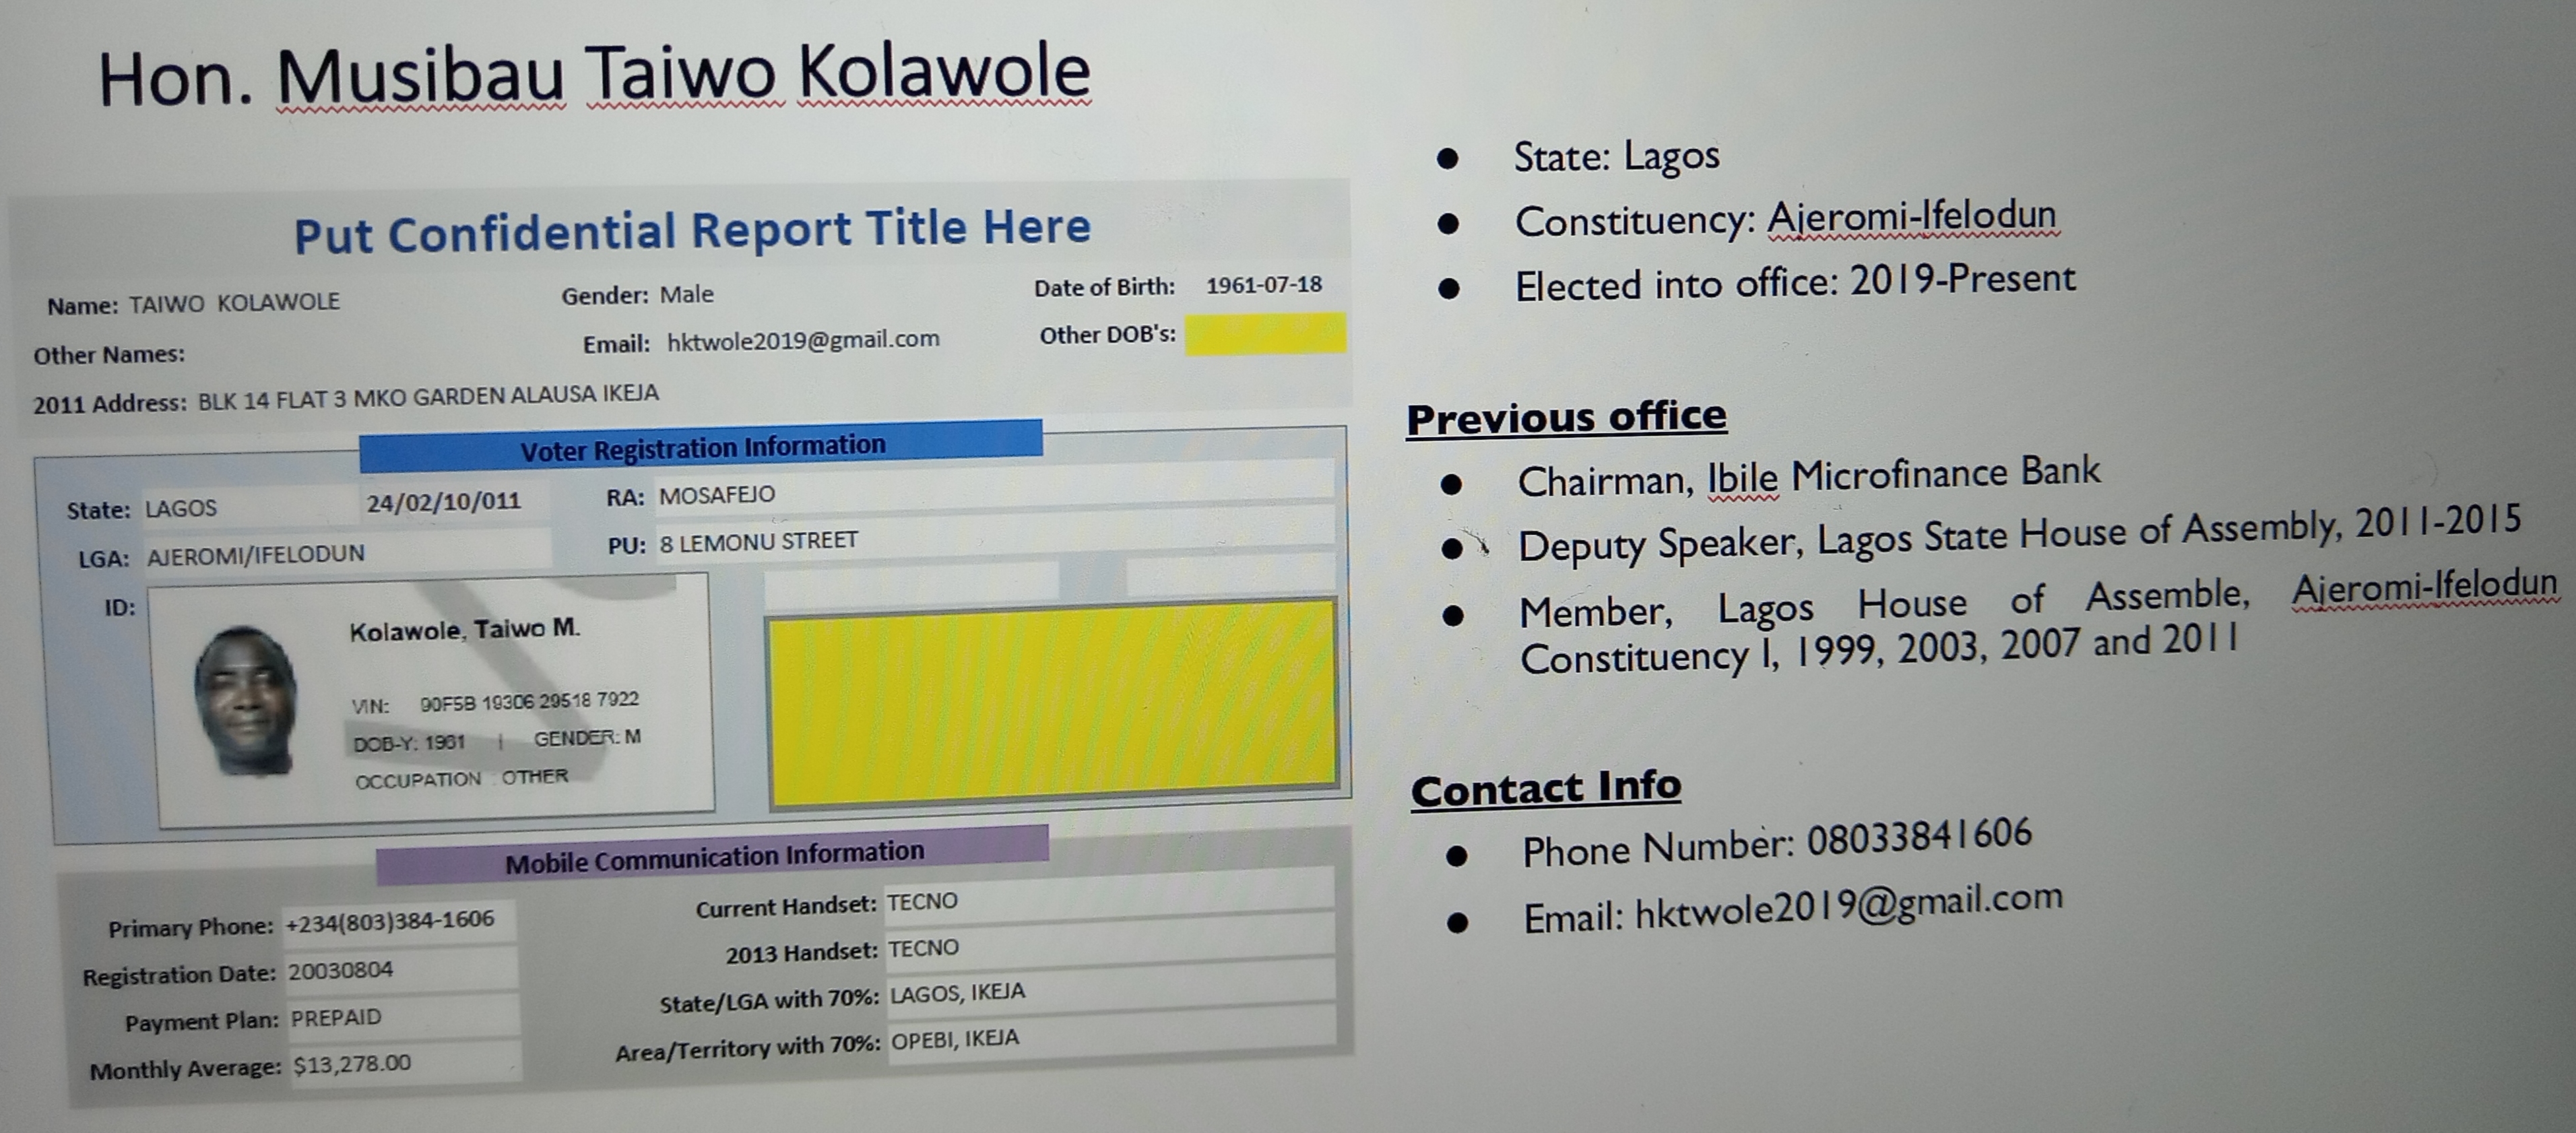 Hon. Musibau Taiwo Kolawole
Put Confidential Report Title Here
Name: TAIWO KOLAWOLE
Gender: Male
Date of Birth: 1961-07-18
Other Names:
Email: hktwole2019@gmail.com
Other DOB's:
2011 Address: BLK 14 FLAT 3 MKO GARDEN ALAUSA IKEJA
Voter Registration Information
State: LAGOS 24/02/10/011
RA: MOSAFEJO
LGA: AJEROMI/IFELODUN
PU: 8 LEMONU STREET
ID:
Kolawole, Taiwo M.
VIN: 90F5B 19306 29518 7922
DOB-Y: 1961 | GENDER: M
OCCUPATION : OTHER
Mobile Communication Information
Primary Phone: +234(803)384-1606
Current Handset: TECNO
Registration Date: 20030804
2013 Handset: TECNO
Payment Plan: PREPAID
State/LGA with 70%: LAGOS, IKEJA
Monthly Average: $13,278.00
Area/Territory with 70%: OPEBI, IKEJA
● State: Lagos
● Constituency: Ajeromi-Ifelodun
● Elected into office: 2019-Present
Previous office
● Chairman, Ibile Microfinance Bank
● Deputy Speaker, Lagos State House of Assembly, 2011-2015
● Member, Lagos House of Assemble, Ajeromi-Ifelodun
Constituency I, 1999, 2003, 2007 and 2011
Contact Info
● Phone Number: 08033841606
● Email: hktwole2019@gmail.com